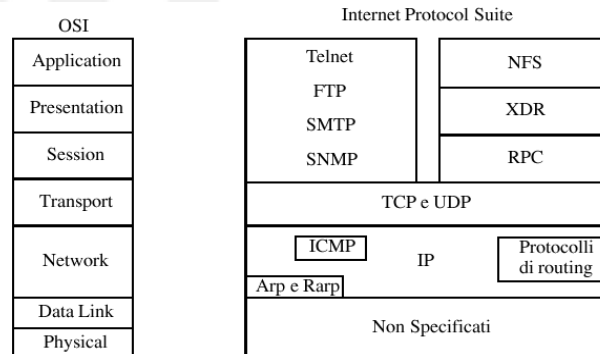 OSI
Application
Presentation
Session
Transport
Network
Data Link
Physical
Internet Protocol Suite
Telnet
FTP
SMTP
SNMP
NFS
XDR
RPC
TCP e UDP
ICMP
IP
Protocolli
di routing
Arp e Rarp
Non Specificati